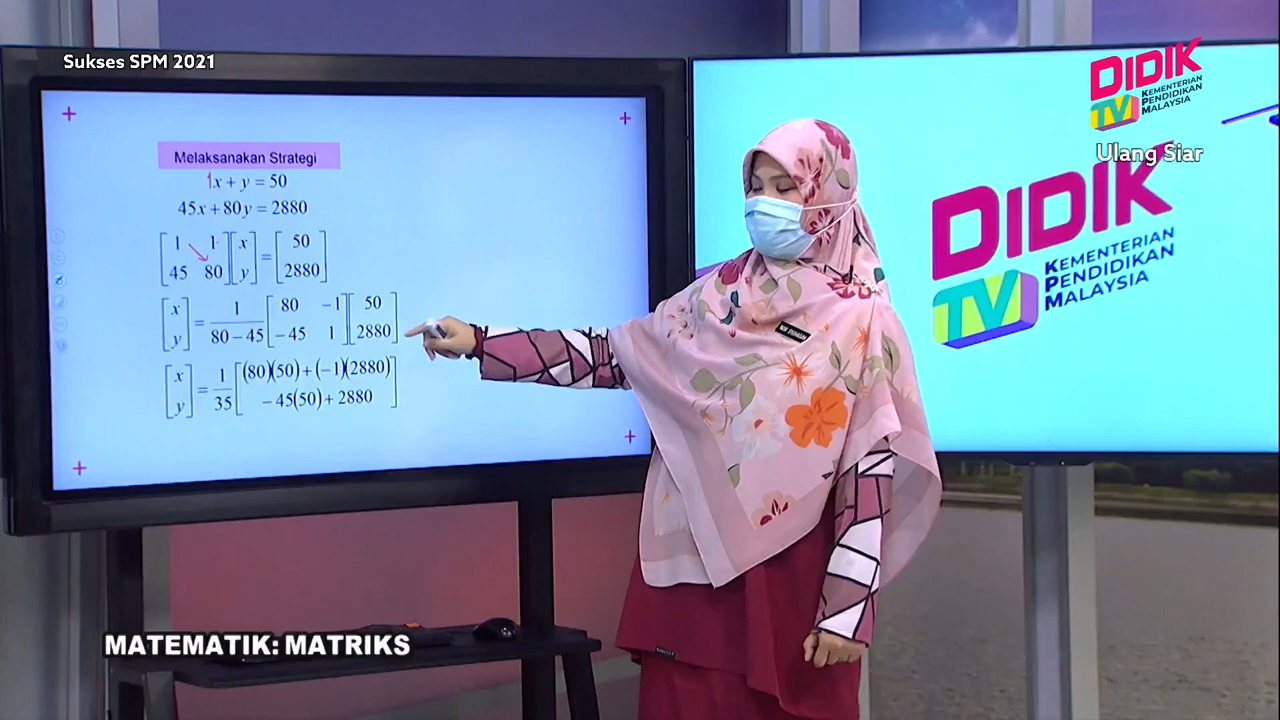 Sukses SPM 2021
Melaksanakan Strategi
1x + y = 50
45x + 80y = 2880
[1 1; 45 80][x; y] = [50; 2880]
[x; y] = 1/(80 − 45) [80 −1; −45 1][50; 2880]
[x; y] = 1/35 [(80)(50) + (−1)(2880); −45(50) + 2880]
DIDIK
TV KEMENTERIAN
PENDIDIKAN
MALAYSIA
Ulang Siar
DIDIK
TV KEMENTERIAN
PENDIDIKAN
MALAYSIA
MATEMATIK: MATRIKS